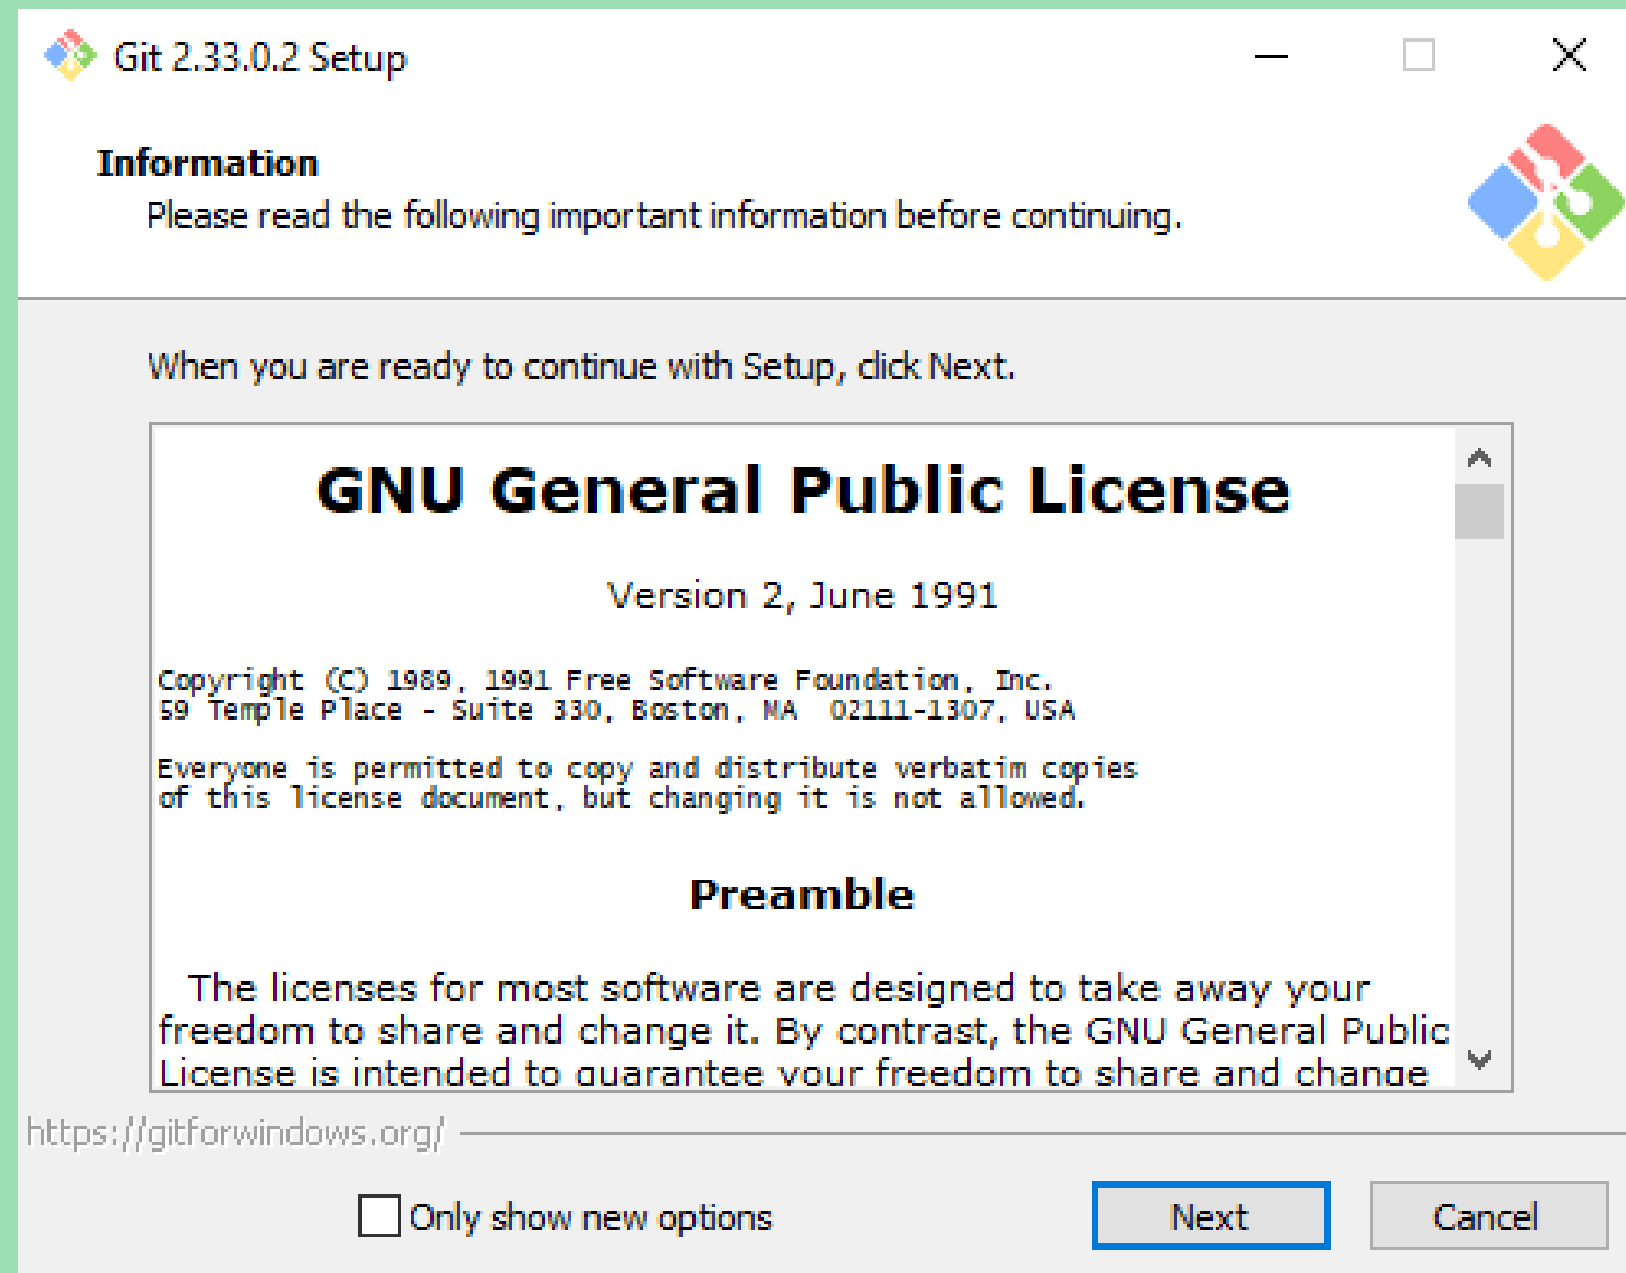 Git 2.33.0.2 Setup
Information
Please read the following important information before continuing.
When you are ready to continue with Setup, click Next.
GNU General Public License
Version 2, June 1991
Copyright (C) 1989, 1991 Free Software Foundation, Inc.
59 Temple Place - Suite 330, Boston, MA  02111-1307, USA
Everyone is permitted to copy and distribute verbatim copies
of this license document, but changing it is not allowed.
Preamble
The licenses for most software are designed to take away your
freedom to share and change it. By contrast, the GNU General Public
License is intended to guarantee your freedom to share and change
https://gitforwindows.org/
Only show new options
Next
Cancel